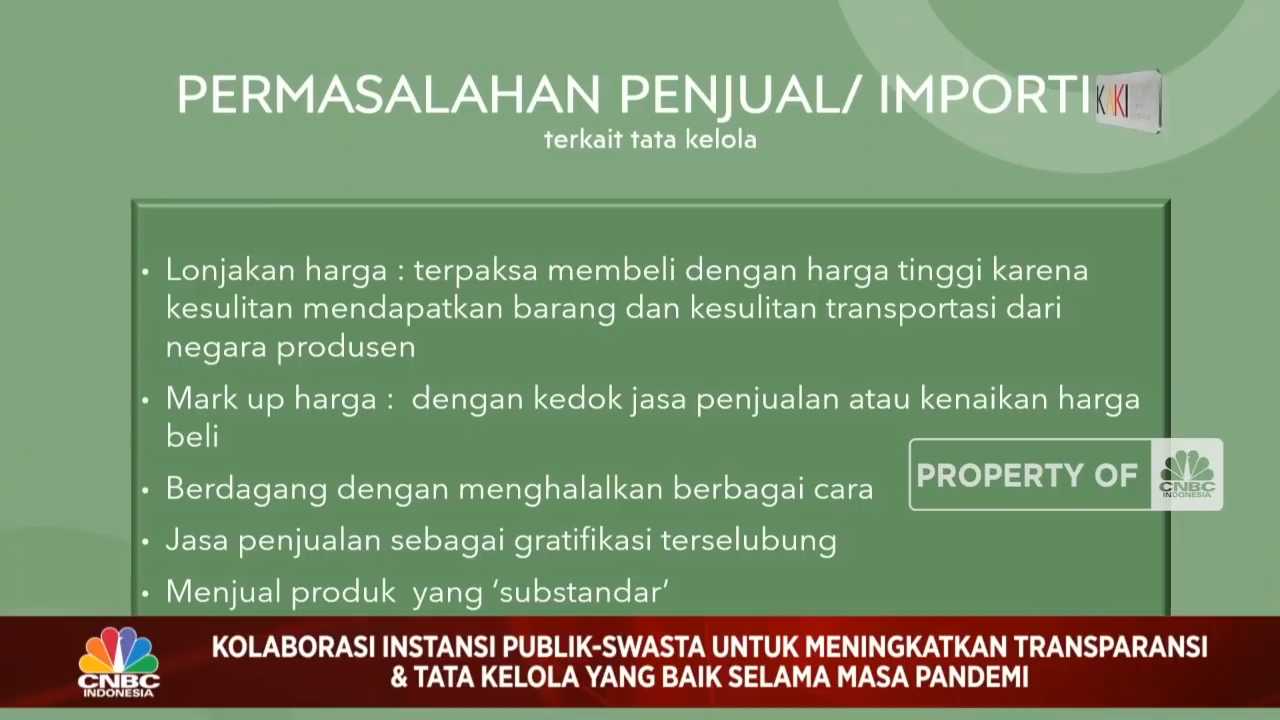 PERMASALAHAN PENJUAL/ IMPORTI
KAKI
terkait tata kelola
• Lonjakan harga : terpaksa membeli dengan harga tinggi karena
kesulitan mendapatkan barang dan kesulitan transportasi dari
negara produsen
• Mark up harga :  dengan kedok jasa penjualan atau kenaikan harga
beli
PROPERTY OF CNBC INDONESIA
• Berdagang dengan menghalalkan berbagai cara
• Jasa penjualan sebagai gratifikasi terselubung
• Menjual produk  yang ‘substandar’
KOLABORASI INSTANSI PUBLIK-SWASTA UNTUK MENINGKATKAN TRANSPARANSI
& TATA KELOLA YANG BAIK SELAMA MASA PANDEMI
CNBC
INDONESIA